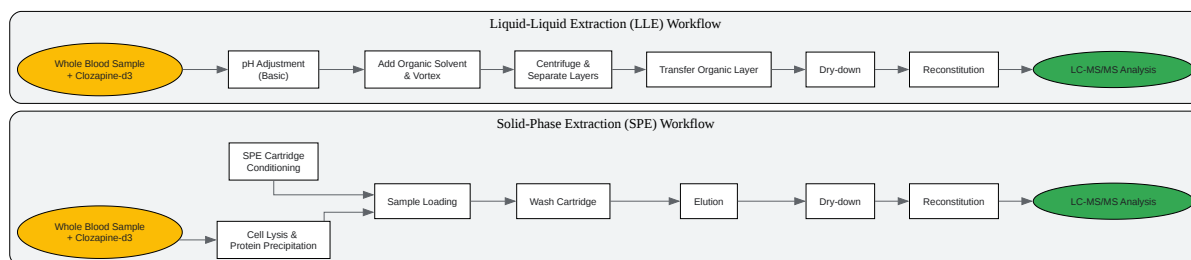 Liquid-Liquid Extraction (LLE) Workflow
Whole Blood Sample
+ Clozapine-d3
pH Adjustment
(Basic)
Add Organic Solvent
& Vortex
Centrifuge &
Separate Layers
Transfer Organic Layer
Dry-down
Reconstitution
LC-MS/MS Analysis
Solid-Phase Extraction (SPE) Workflow
SPE Cartridge
Conditioning
Whole Blood Sample
+ Clozapine-d3
Cell Lysis &
Protein Precipitation
Sample Loading
Wash Cartridge
Elution
Dry-down
Reconstitution
LC-MS/MS Analysis